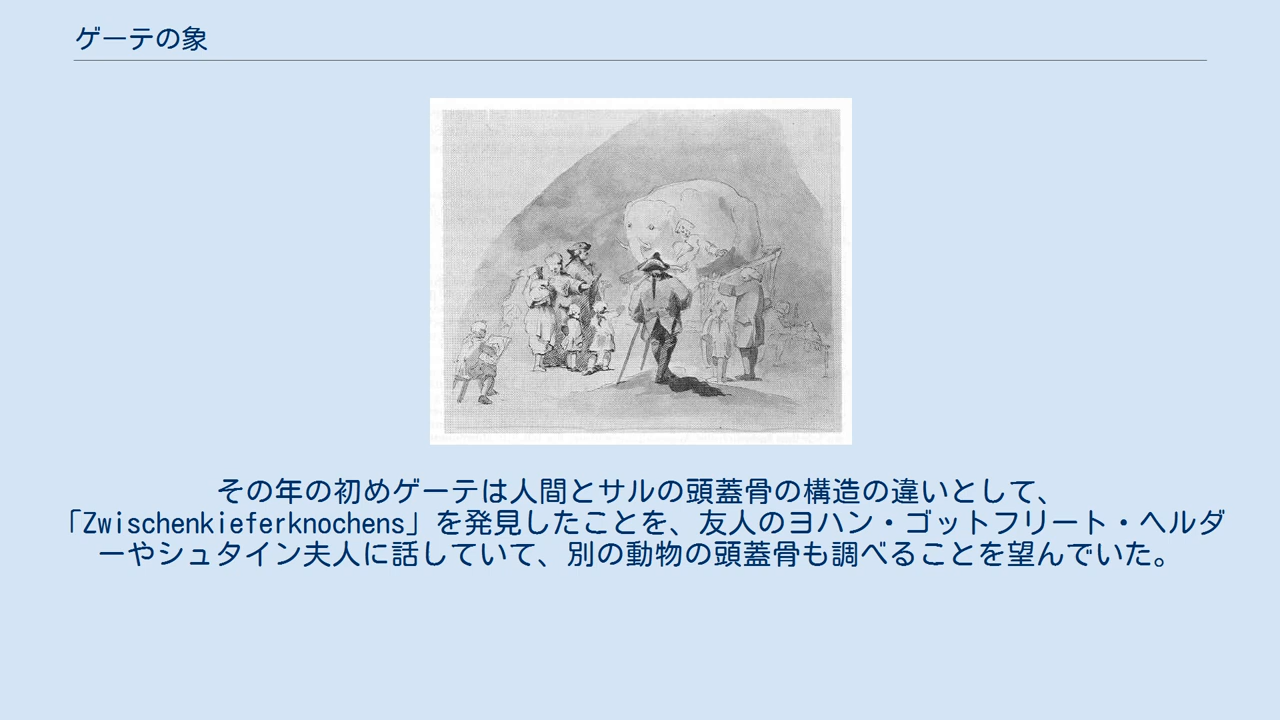 ゲーテの象
その年の初めゲーテは人間とサルの頭蓋骨の構造の違いとして、
「Zwischenkieferknochens」を発見したことを、友人のヨハン・ゴットフリート・ヘルダ
ーやシュタイン夫人に話していて、別の動物の頭蓋骨も調べることを望んでいた。